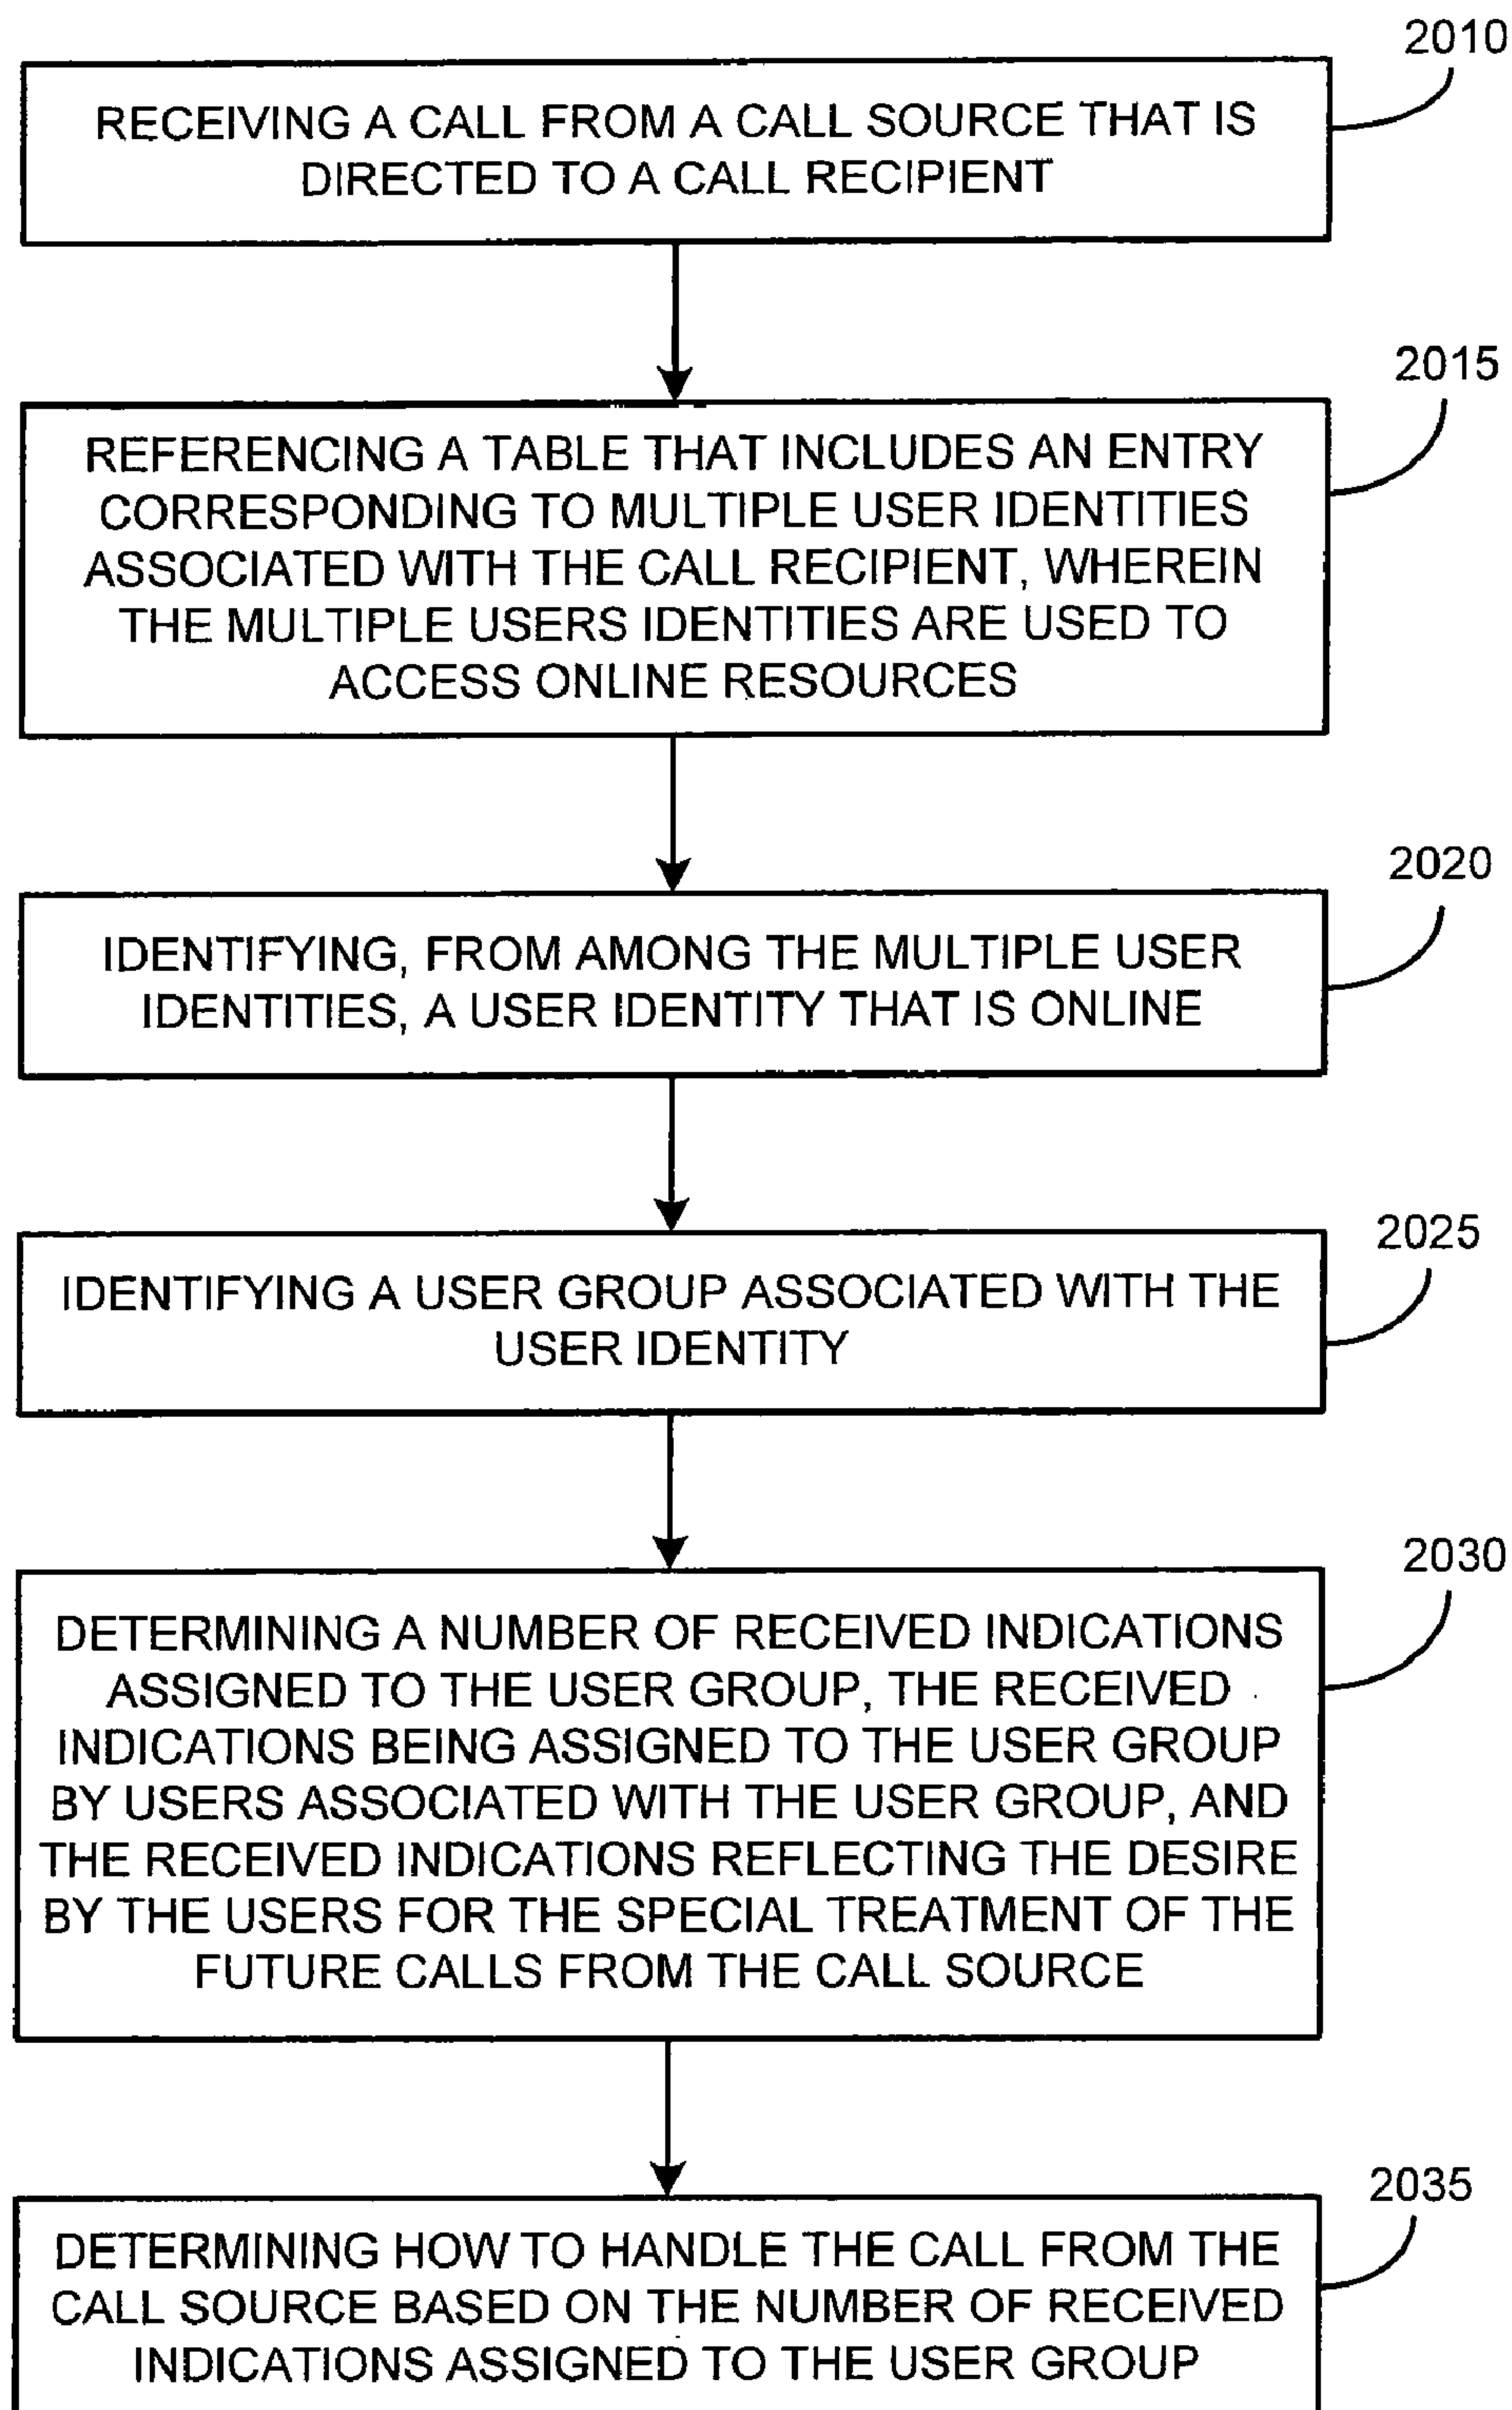 2010
RECEIVING A CALL FROM A CALL SOURCE THAT IS
DIRECTED TO A CALL RECIPIENT
2015
REFERENCING A TABLE THAT INCLUDES AN ENTRY
CORRESPONDING TO MULTIPLE USER IDENTITIES
ASSOCIATED WITH THE CALL RECIPIENT, WHEREIN
THE MULTIPLE USERS IDENTITIES ARE USED TO
ACCESS ONLINE RESOURCES
2020
IDENTIFYING, FROM AMONG THE MULTIPLE USER
IDENTITIES, A USER IDENTITY THAT IS ONLINE
2025
IDENTIFYING A USER GROUP ASSOCIATED WITH THE
USER IDENTITY
2030
DETERMINING A NUMBER OF RECEIVED INDICATIONS
ASSIGNED TO THE USER GROUP, THE RECEIVED
INDICATIONS BEING ASSIGNED TO THE USER GROUP
BY USERS ASSOCIATED WITH THE USER GROUP, AND
THE RECEIVED INDICATIONS REFLECTING THE DESIRE
BY THE USERS FOR THE SPECIAL TREATMENT OF THE
FUTURE CALLS FROM THE CALL SOURCE
2035
DETERMINING HOW TO HANDLE THE CALL FROM THE
CALL SOURCE BASED ON THE NUMBER OF RECEIVED
INDICATIONS ASSIGNED TO THE USER GROUP